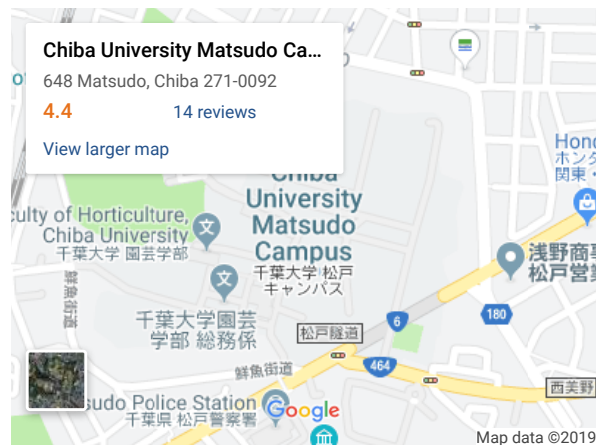 Chiba University Matsudo Ca...
648 Matsudo, Chiba 271-0092
4.4
14 reviews
View larger map
University
Matsudo
Campus
千葉大学 松戸
キャンパス
culty of Horticulture,
Chiba University
千葉大学 園芸学部
千葉大学園芸
学部 総務係
鮮魚街道
松戸隧道
6
180
464
鮮魚街道
Hond
ホンダ
関東・
浅野商事
松戸営業
西美野
sudo Police Station
千葉県 松戸警察署
Google
Map data ©2019